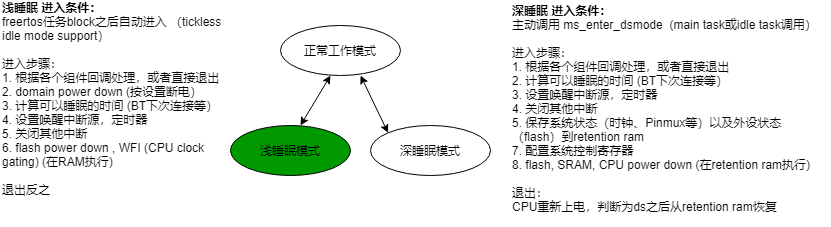 浅睡眠 进入条件：
freertos任务block之后自动进入 （tickless
idle mode support）
进入步骤：
1. 根据各个组件回调处理，或者直接退出
2. domain power down (按设置断电)
3. 计算可以睡眠的时间 (BT下次连接等)
4. 设置唤醒中断源，定时器
5. 关闭其他中断
6. flash power down , WFI (CPU clock
gating) (在RAM执行)
退出反之
正常工作模式
浅睡眠模式
深睡眠模式
深睡眠 进入条件：
主动调用 ms_enter_dsmode（main task或idle task调用）
进入步骤：
1. 根据各个组件回调处理，或者直接退出
2. 计算可以睡眠的时间 (BT下次连接等)
3. 设置唤醒中断源，定时器
4. 关闭其他中断
5. 保存系统状态（时钟、Pinmux等）以及外设状态
（flash）到retention ram
7. 配置系统控制寄存器
8. flash, SRAM, CPU power down (在retention ram执行)
退出：
CPU重新上电，判断为ds之后从retention ram恢复